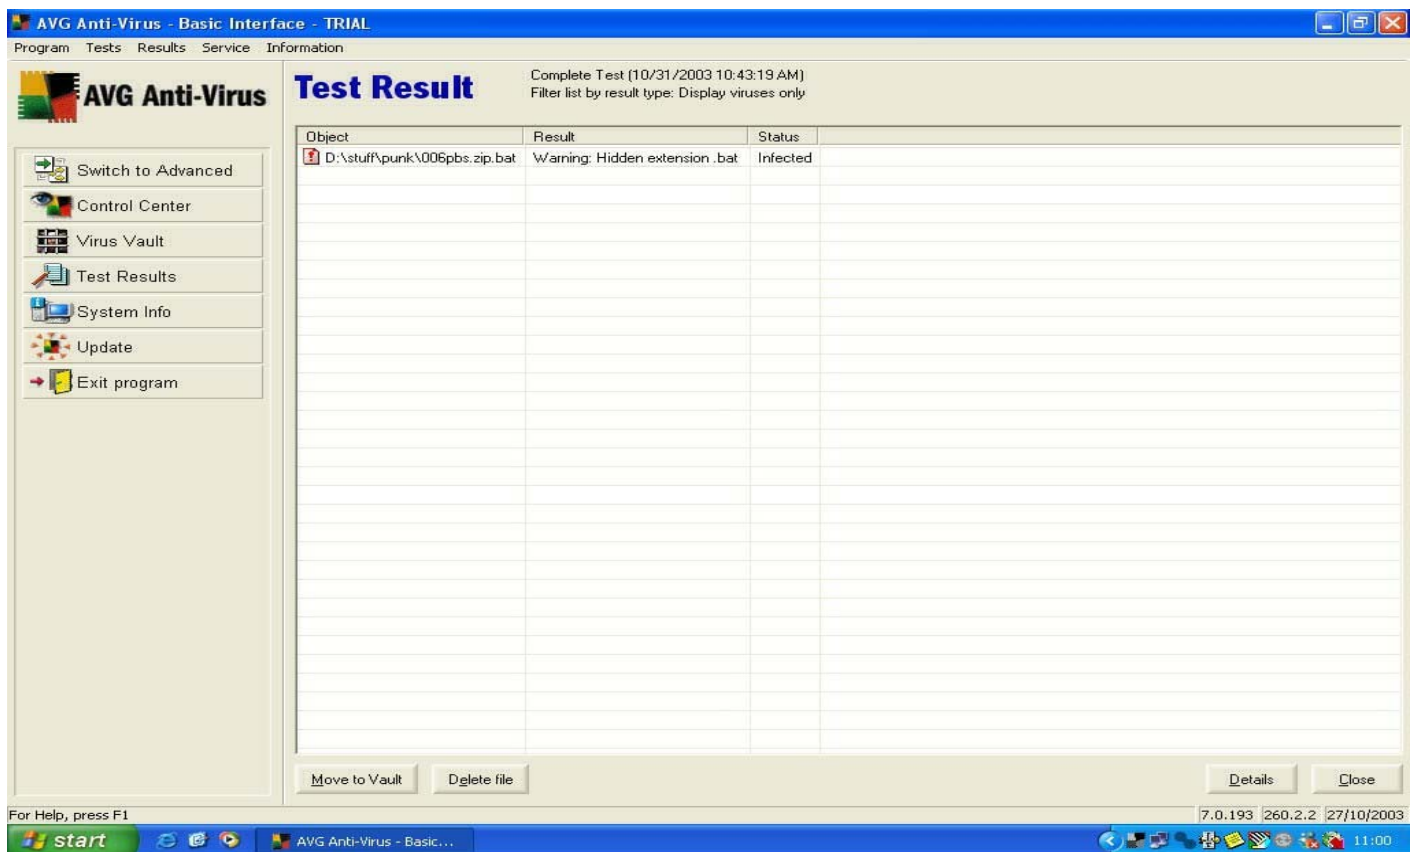 AVG Anti-Virus - Basic Interface - TRIAL
Program Tests Results Service Information
AVG Anti-Virus
Switch to Advanced
Control Center
Virus Vault
Test Results
System Info
Update
Exit program
Test Result
Complete Test (10/31/2003 10:43:19 AM)
Filter list by result type: Display viruses only
Object Result Status
D:\stuff\punk\006pbs.zip.bat Warning: Hidden extension .bat Infected
Move to Vault Delete file Details Close
For Help, press F1 7.0.193 260.2.2 27/10/2003
start AVG Anti-Virus - Basic... 11:00